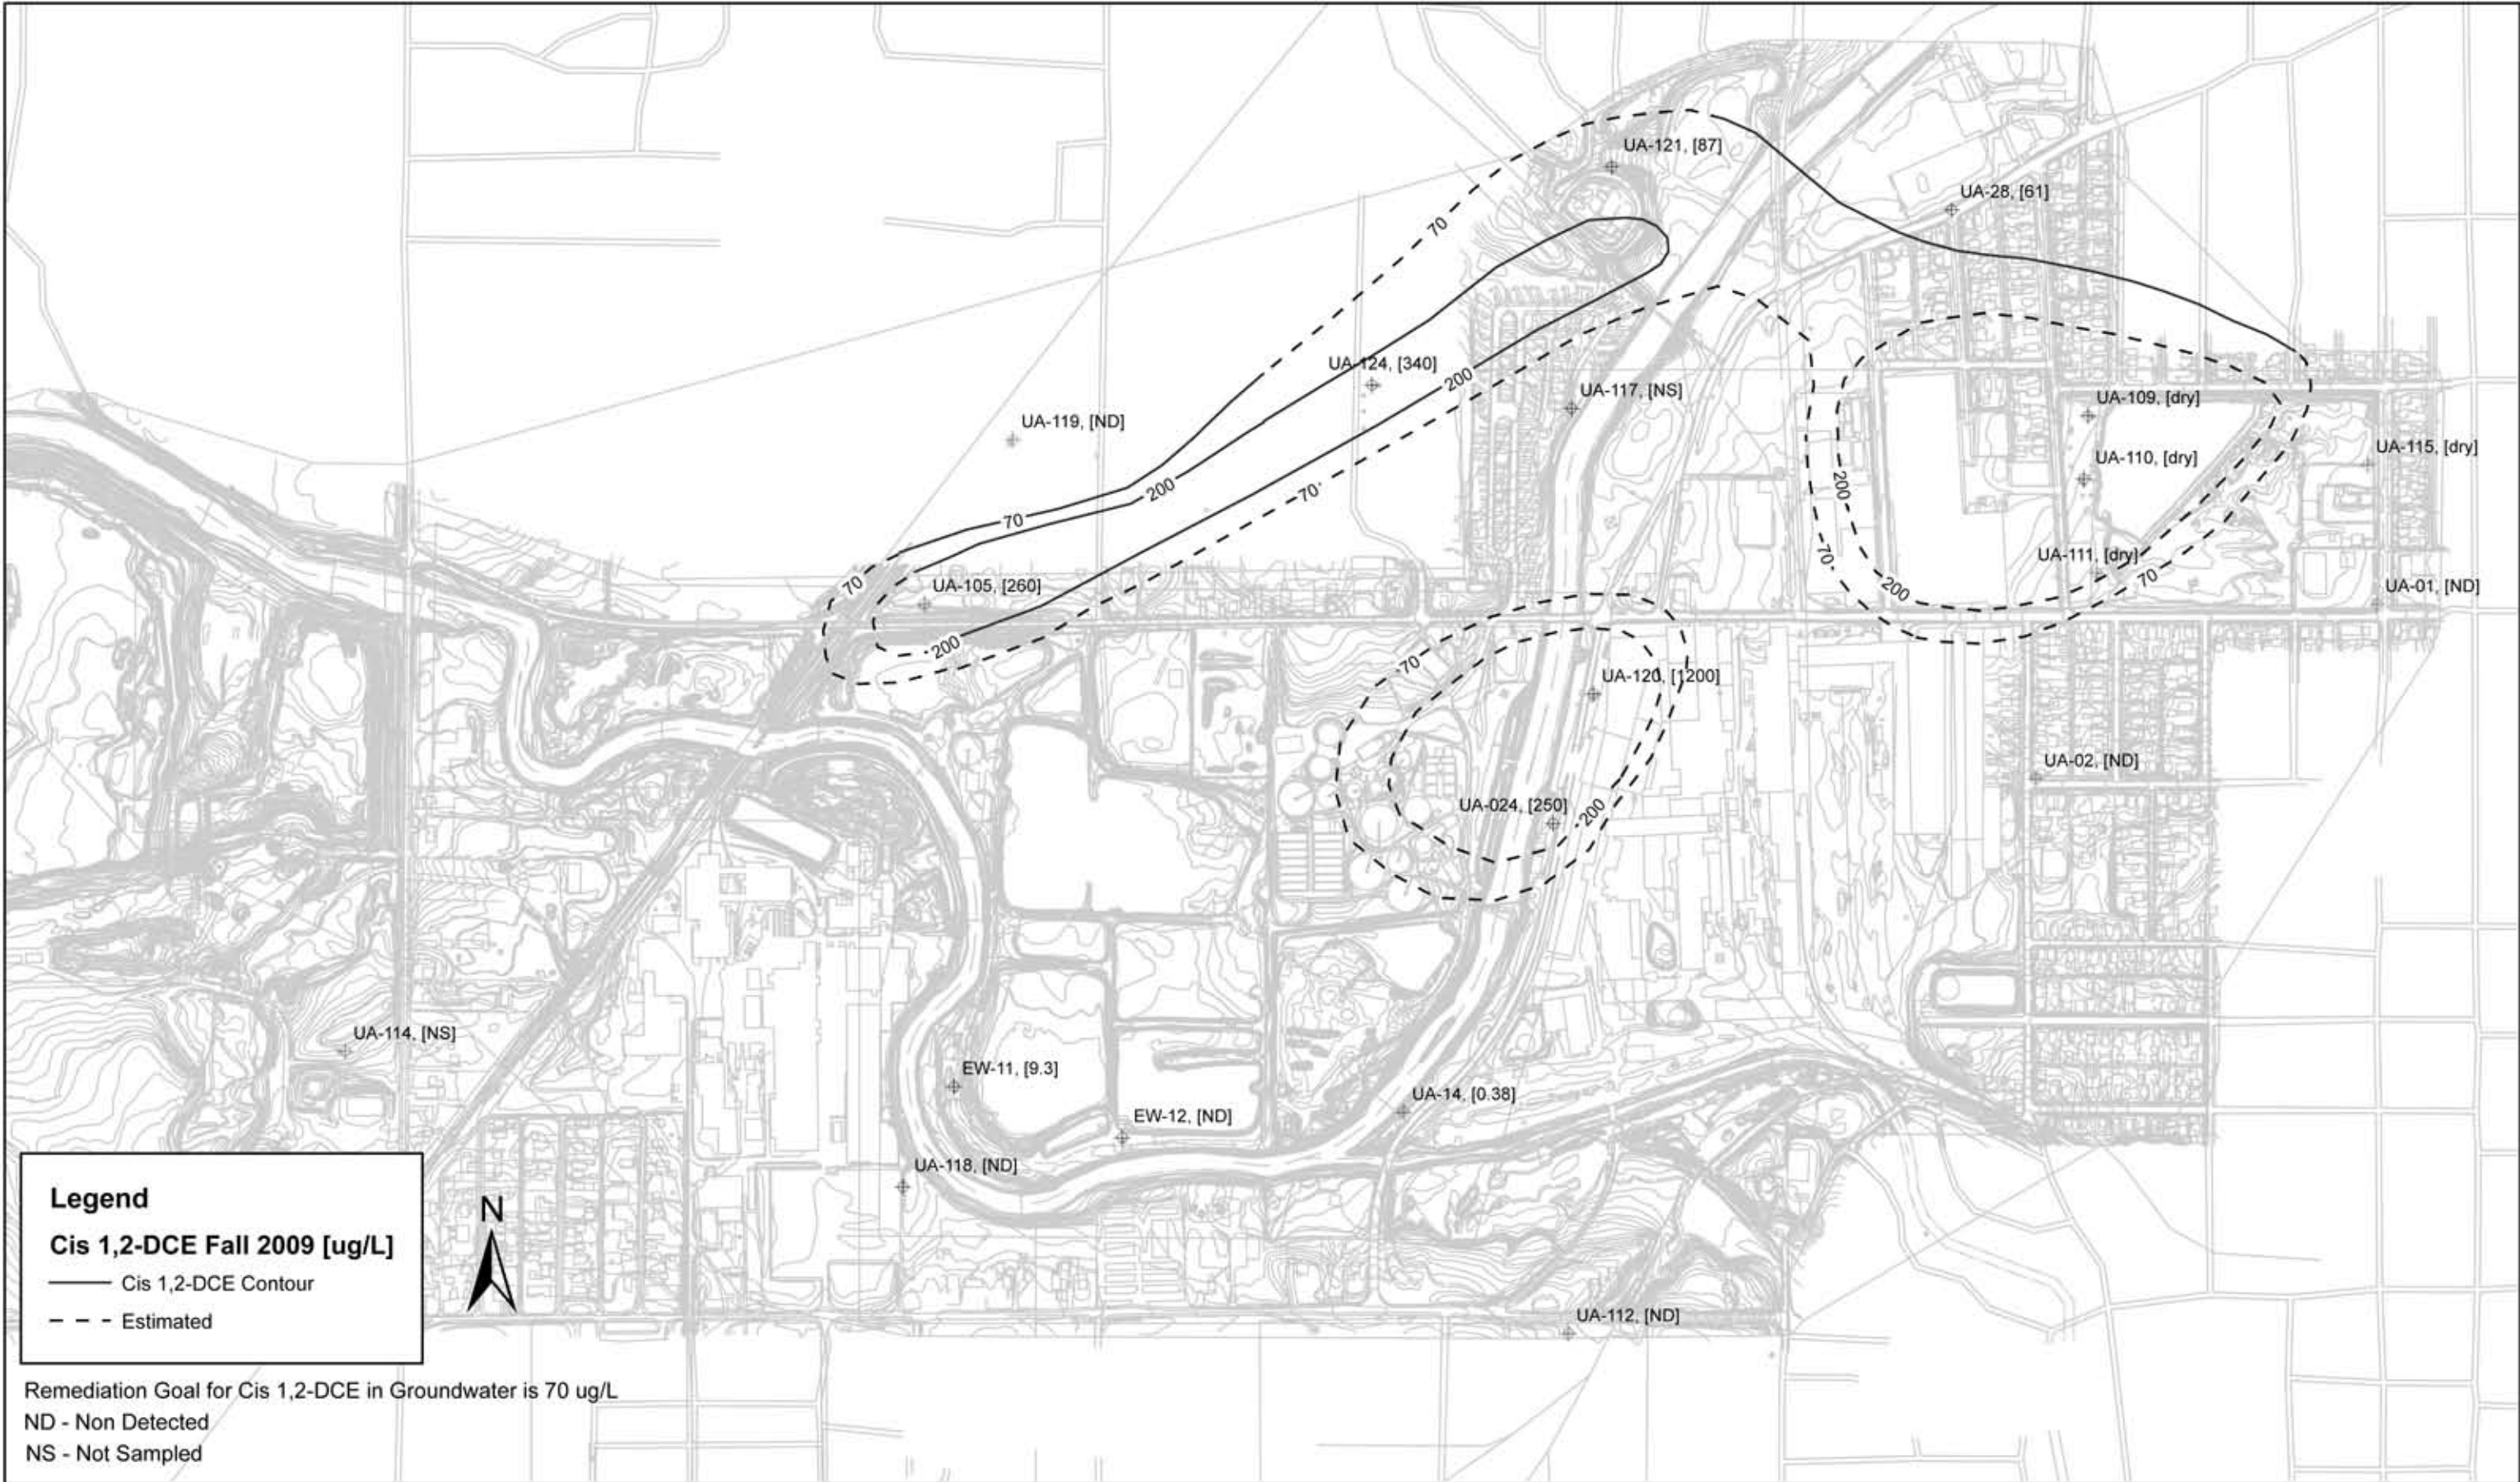 UA-121, [87]
UA-28, [61]
70
UA-124, [340]
200
UA-117, [NS]
UA-109, [dry]
UA-119, [ND]
UA-115, [dry]
UA-110, [dry]
200
200
70
70
UA-111, [dry]
70
70
70
200
UA-105, [260]
UA-01, [ND]
200
70
UA-120, [1200]
UA-02, [ND]
UA-024, [250]
200
UA-114, [NS]
EW-11, [9.3]
UA-14, [0.38]
EW-12, [ND]
UA-118, [ND]
UA-112, [ND]
Legend
Cis 1,2-DCE Fall 2009 [ug/L]
Cis 1,2-DCE Contour
Estimated
N
Remediation Goal for Cis 1,2-DCE in Groundwater is 70 ug/L
ND - Non Detected
NS - Not Sampled